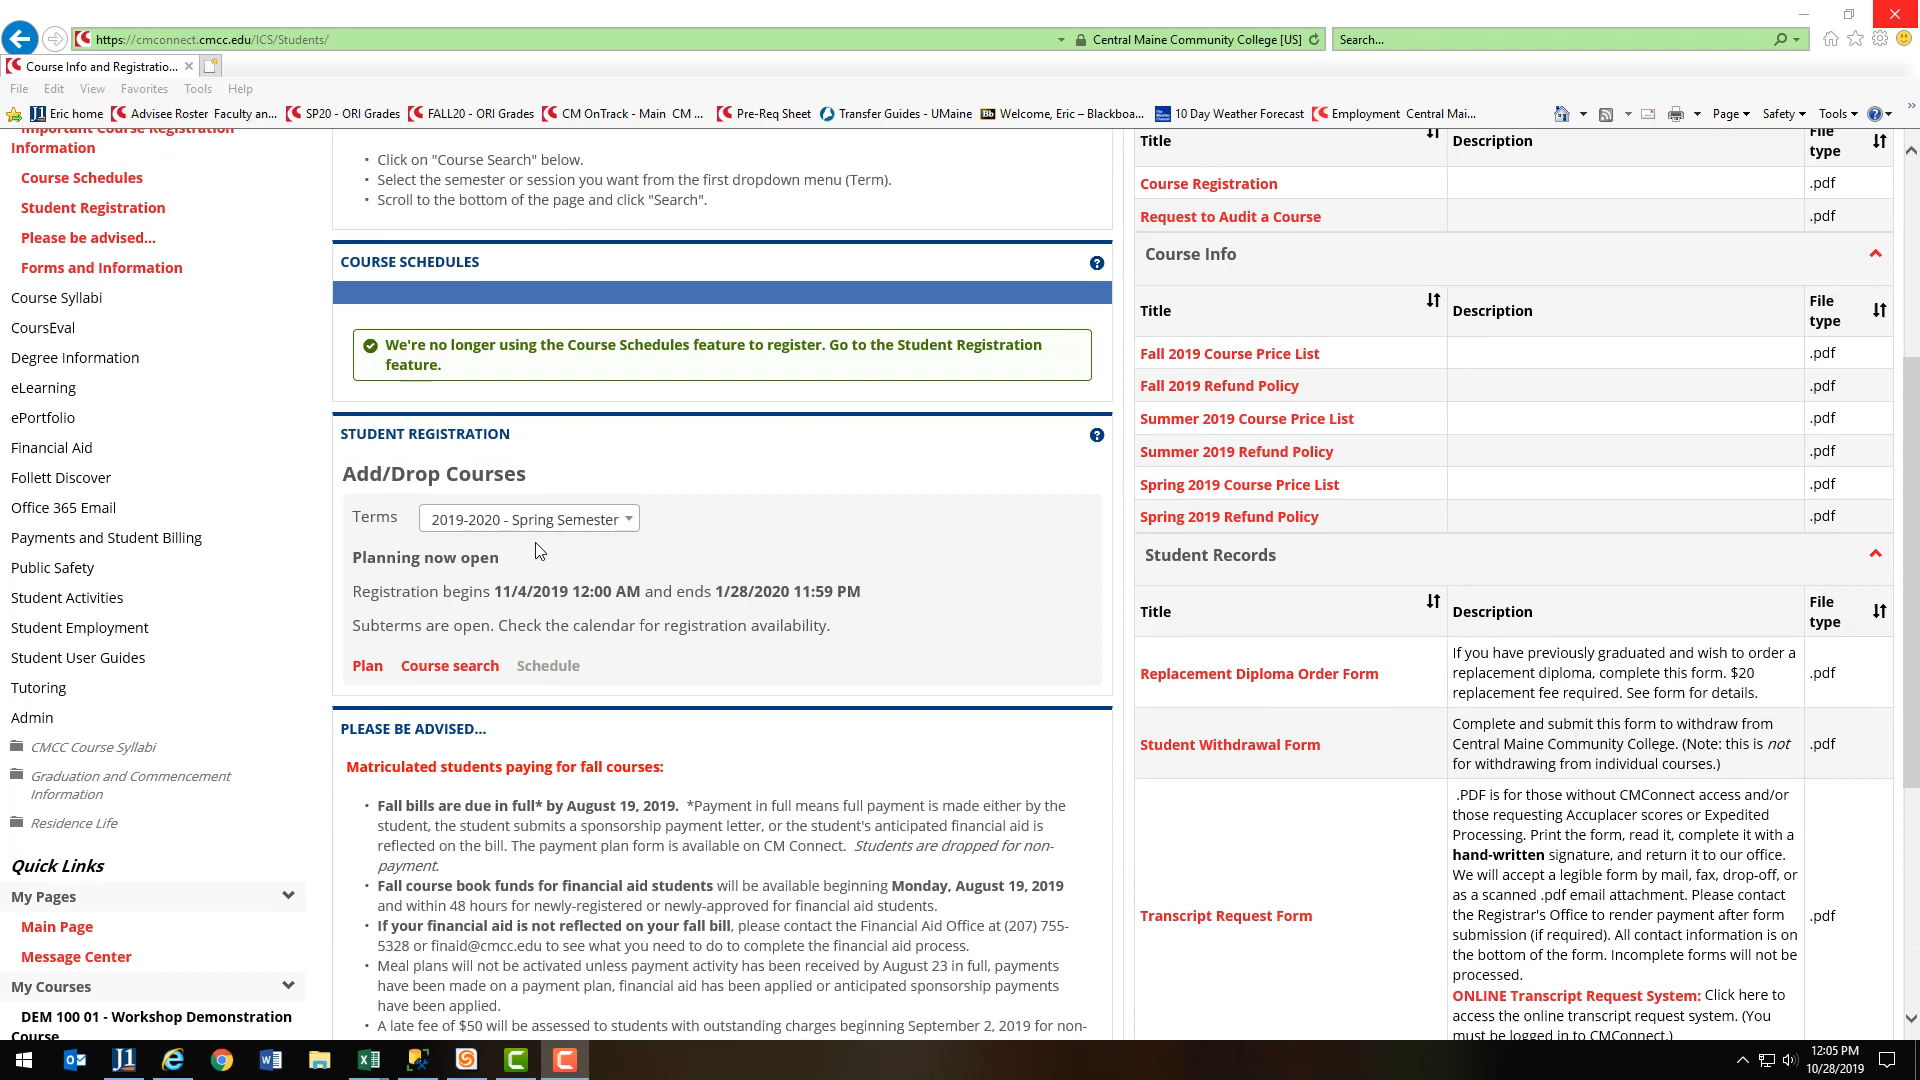 https://cmconnect.cmcc.edu/ICS/Students/
Central Maine Community College [US]
Search...
Course Info and Registratio...
File Edit View Favorites Tools Help
Eric home
Advisee Roster Faculty an...
SP20 - ORI Grades
FALL20 - ORI Grades
CM OnTrack - Main CM ...
Pre-Req Sheet
Transfer Guides - UMaine
Welcome, Eric – Blackboa...
10 Day Weather Forecast
Employment Central Mai...
Page
Safety
Tools
Important Course Registration
Information
Course Schedules
Student Registration
Please be advised...
Forms and Information
Course Syllabi
CoursEval
Degree Information
eLearning
ePortfolio
Financial Aid
Follett Discover
Office 365 Email
Payments and Student Billing
Public Safety
Student Activities
Student Employment
Student User Guides
Tutoring
Admin
CMCC Course Syllabi
Graduation and Commencement
Information
Residence Life
Quick Links
My Pages
Main Page
Message Center
My Courses
DEM 100 01 - Workshop Demonstration
Course
• Click on "Course Search" below.
• Select the semester or session you want from the first dropdown menu (Term).
• Scroll to the bottom of the page and click "Search".
COURSE SCHEDULES
We're no longer using the Course Schedules feature to register. Go to the Student Registration
feature.
STUDENT REGISTRATION
Add/Drop Courses
Terms 2019-2020 - Spring Semester
Planning now open
Registration begins 11/4/2019 12:00 AM and ends 1/28/2020 11:59 PM
Subterms are open. Check the calendar for registration availability.
Plan Course search Schedule
PLEASE BE ADVISED...
Matriculated students paying for fall courses:
• Fall bills are due in full* by August 19, 2019. *Payment in full means full payment is made either by the
student, the student submits a sponsorship payment letter, or the student's anticipated financial aid is
reflected on the bill. The payment plan form is available on CM Connect. Students are dropped for non-
payment.
• Fall course book funds for financial aid students will be available beginning Monday, August 19, 2019
and within 48 hours for newly-registered or newly-approved for financial aid students.
• If your financial aid is not reflected on your fall bill, please contact the Financial Aid Office at (207) 755-
5328 or finaid@cmcc.edu to see what you need to do to complete the financial aid process.
• Meal plans will not be activated unless payment activity has been received by August 23 in full, payments
have been made on a payment plan, financial aid has been applied or anticipated sponsorship payments
have been applied.
• A late fee of $50 will be assessed to students with outstanding charges beginning September 2, 2019 for non-
Title Description File type
Course Registration .pdf
Request to Audit a Course .pdf
Course Info
Title Description File type
Fall 2019 Course Price List .pdf
Fall 2019 Refund Policy .pdf
Summer 2019 Course Price List .pdf
Summer 2019 Refund Policy .pdf
Spring 2019 Course Price List .pdf
Spring 2019 Refund Policy .pdf
Student Records
Title Description File type
Replacement Diploma Order Form
If you have previously graduated and wish to order a
replacement diploma, complete this form. $20
replacement fee required. See form for details.
.pdf
Student Withdrawal Form
Complete and submit this form to withdraw from
Central Maine Community College. (Note: this is not
for withdrawing from individual courses.)
.pdf
Transcript Request Form
.PDF is for those without CMConnect access and/or
those requesting Accuplacer scores or Expedited
Processing. Print the form, read it, complete it with a
hand-written signature, and return it to our office.
We will accept a legible form by mail, fax, drop-off, or
as a scanned .pdf email attachment. Please contact
the Registrar's Office to render payment after form
submission (if required). All contact information is on
the bottom of the form. Incomplete forms will not be
processed.
ONLINE Transcript Request System: Click here to
access the online transcript request system. (You
must be logged in to CMConnect.)
.pdf
12:05 PM
10/28/2019